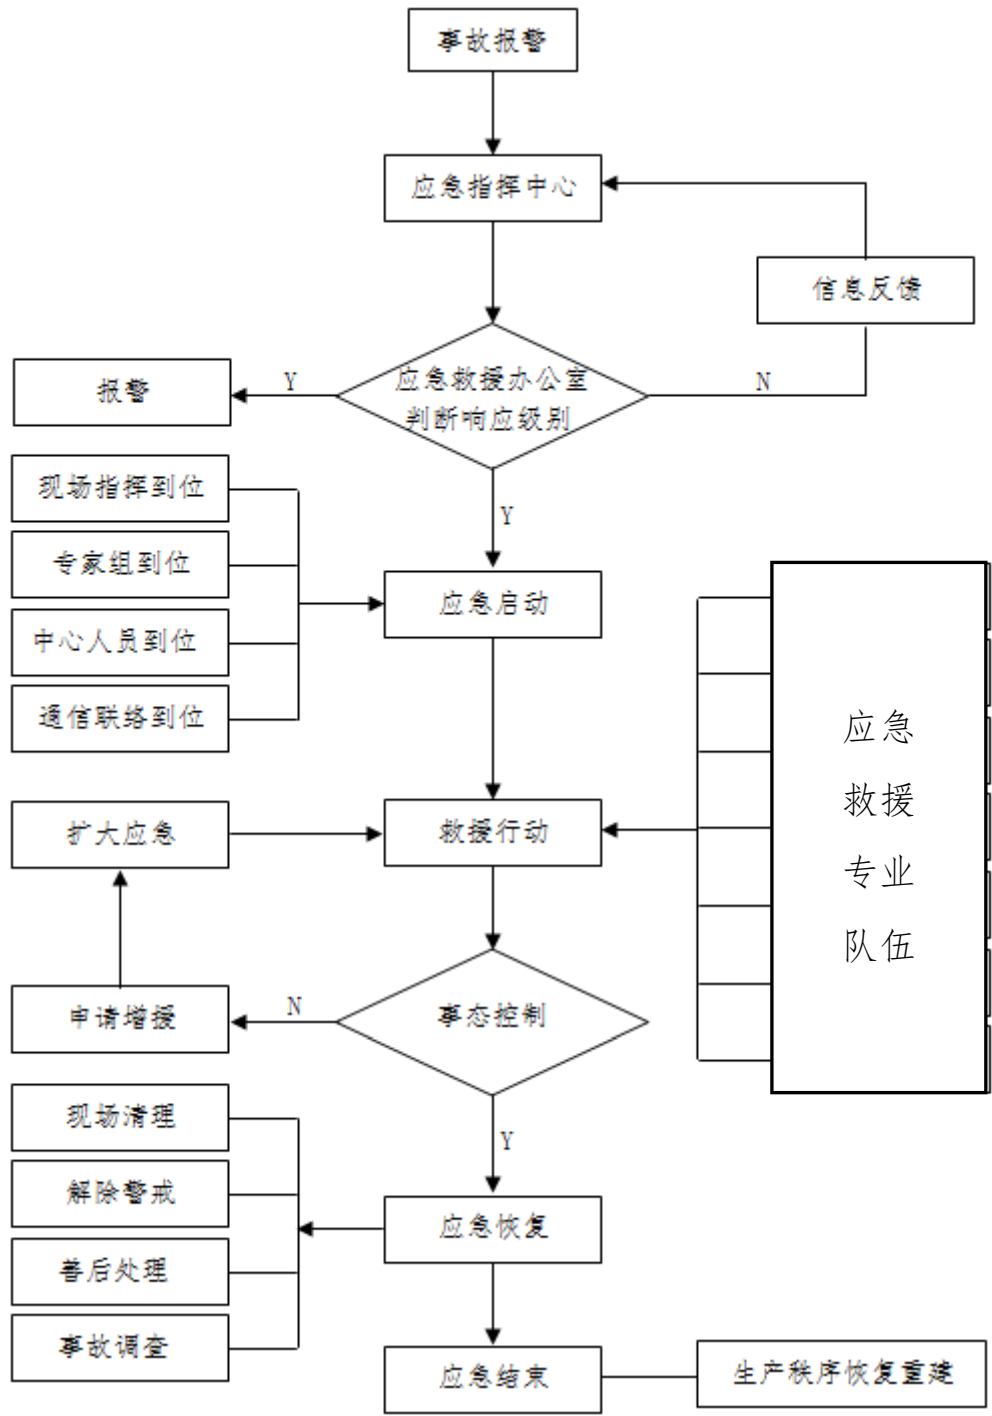 事故报警
应急指挥中心
信息反馈
报警
Y
应急救援办公室
判断响应级别
N
现场指挥到位
Y
专家组到位
应急启动
中心人员到位
通信联络到位
应急
救援
专业
队伍
扩大应急
救援行动
申请增援
N
事态控制
现场清理
Y
解除警戒
应急恢复
善后处理
事故调查
应急结束
生产秩序恢复重建